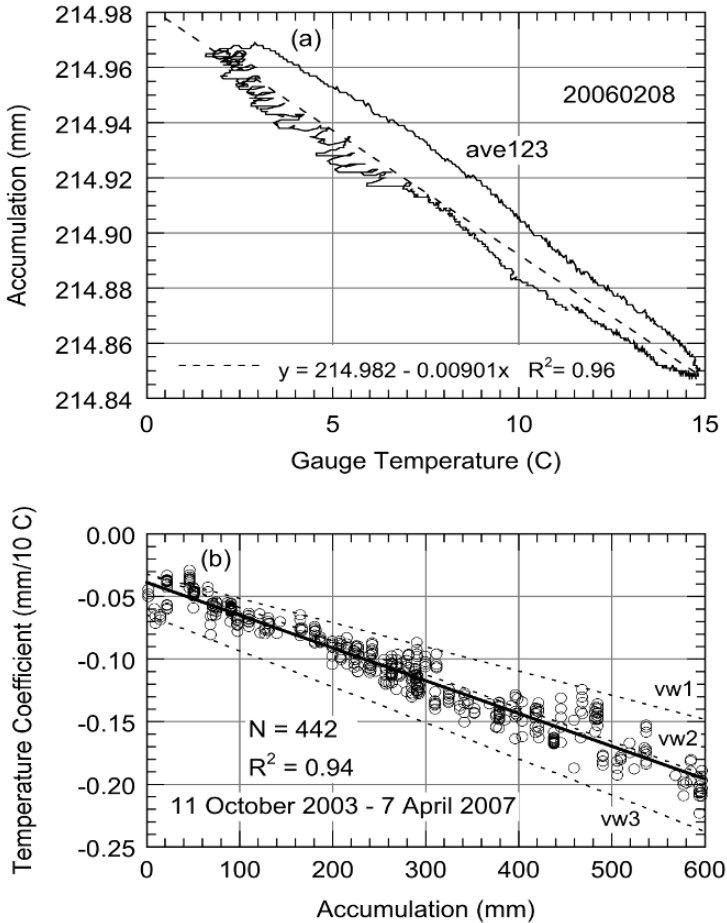 (a)
20060208
ave123
y = 214.982 - 0.00901x R² = 0.96
Accumulation (mm)
214.98
214.96
214.94
214.92
214.90
214.88
214.86
214.84
0 5 10 15
Gauge Temperature (C)
(b)
vw1
vw2
vw3
N = 442
R² = 0.94
11 October 2003 - 7 April 2007
Temperature Coefficient (mm/10 C)
0.00
-0.05
-0.10
-0.15
-0.20
-0.25
0 100 200 300 400 500 600
Accumulation (mm)